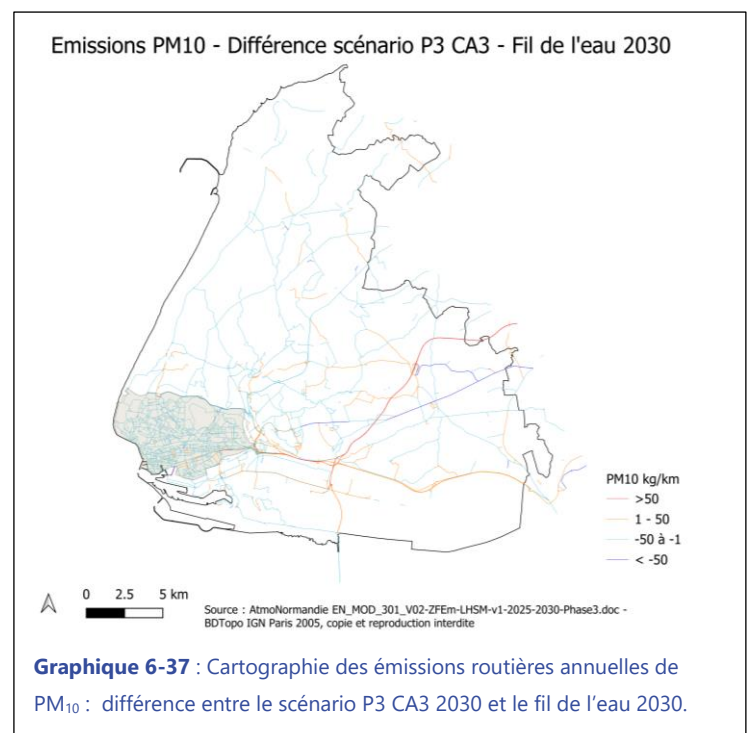 Emissions PM10 - Différence scénario P3 CA3 - Fil de l'eau 2030
PM10 kg/km
>50
1 - 50
-50 à -1
< -50
0 2.5 5 km
Source : AtmoNormandie EN_MOD_301_V02-ZFEm-LHSM-v1-2025-2030-Phase3.doc -
BDTopo IGN Paris 2005, copie et reproduction interdite
Graphique 6-37 : Cartographie des émissions routières annuelles de
PM₁₀ : différence entre le scénario P3 CA3 2030 et le fil de l’eau 2030.